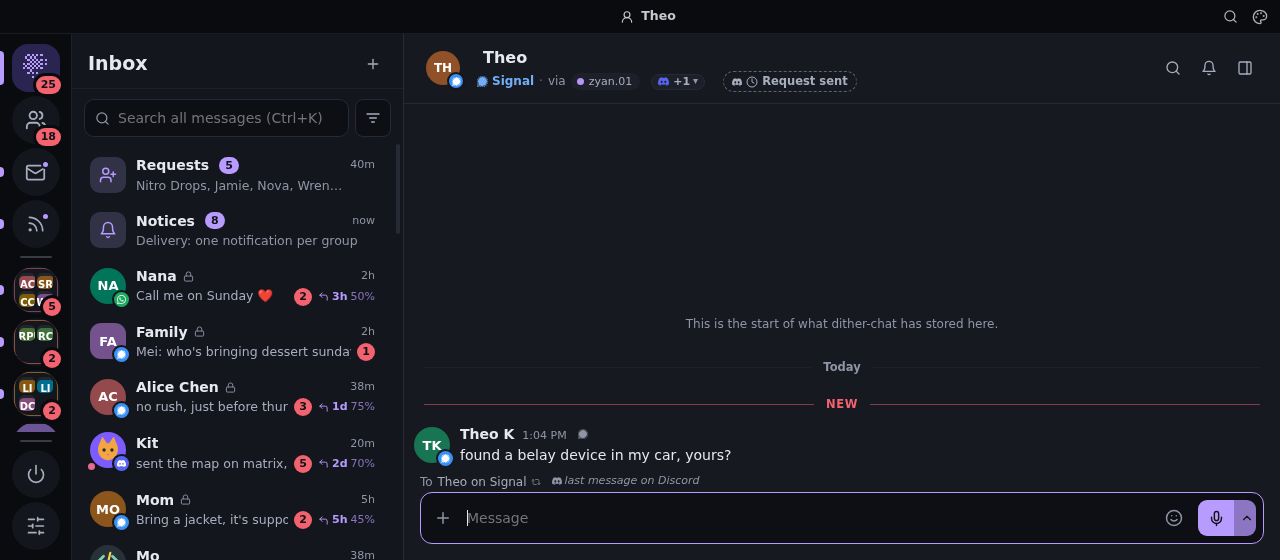 Theo
25
18
AC SR
CC
5
RP RC
2
LI LI
DC
2
Inbox
Search all messages (Ctrl+K)
Requests 5 40m
Nitro Drops, Jamie, Nova, Wren…
Notices 8 now
Delivery: one notification per group
NA Nana 2h
Call me on Sunday ❤️ 2 3h 50%
FA Family 2h
Mei: who's bringing dessert sunda 1
AC Alice Chen 38m
no rush, just before thur 3 1d 75%
Kit 20m
sent the map on matrix, 5 2d 70%
MO Mom 5h
Bring a jacket, it's suppo 2 5h 45%
Mo 38m
TH Theo
Signal · via zyan.01 +1 Request sent
This is the start of what dither-chat has stored here.
Today
NEW
TK Theo K 1:04 PM
found a belay device in my car, yours?
To Theo on Signal last message on Discord
Message